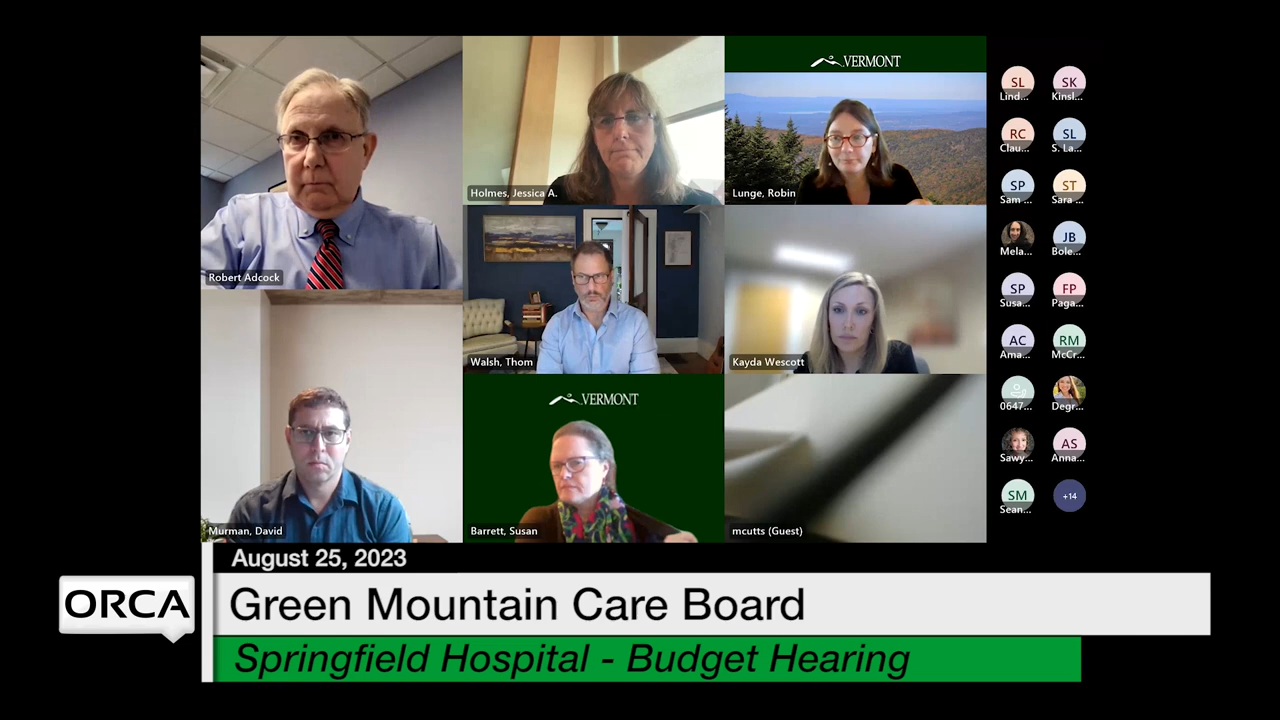 VERMONT
Robert Adcock
Holmes, Jessica A.
Lunge, Robin
Walsh, Thom
Kayda Wescott
VERMONT
Murman, David
Barrett, Susan
mcutts (Guest)
SL
SK
Lind...
Kinsl...
RC
SL
Clau...
S. La...
SP
ST
Sam ...
Sara ...
JB
Mela...
Bole...
SP
FP
Susa...
Paga...
AC
RM
Ama...
McCr...
0647...
Degr...
AS
Sawy...
Anna...
SM
+14
Sean...
August 25, 2023
ORCA
Green Mountain Care Board
Springfield Hospital - Budget Hearing